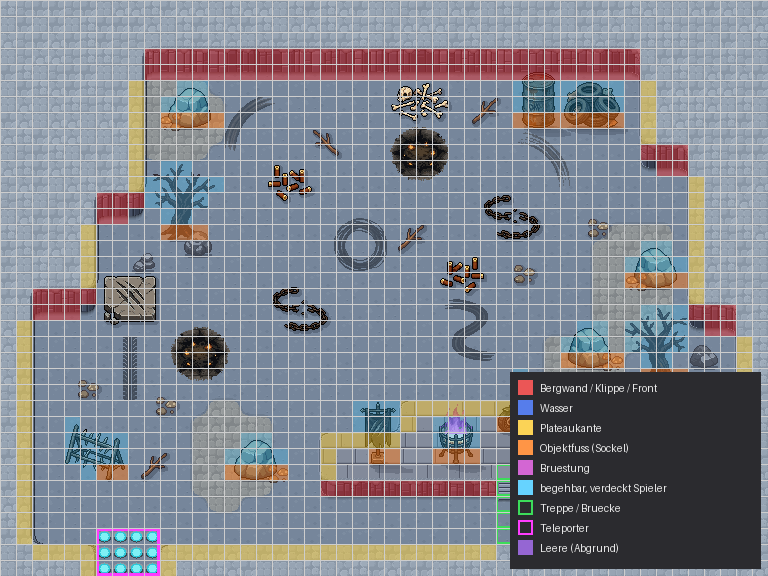 Bergwand / Klippe / Front
Wasser
Plateaukante
Objektfuss (Sockel)
Bruestung
begehbar, verdeckt Spieler
Treppe / Bruecke
Teleporter
Leere (Abgrund)